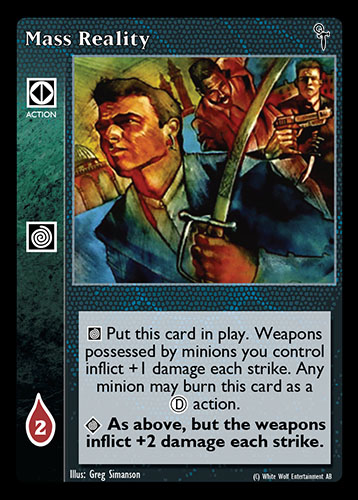 Mass Reality
ACTION
Put this card in play. Weapons
possessed by minions you control
inflict +1 damage each strike. Any
minion may burn this card as a
D action.
As above, but the weapons
inflict +2 damage each strike.
2
Illus: Greg Simanson
(C) White Wolf Entertainment AB